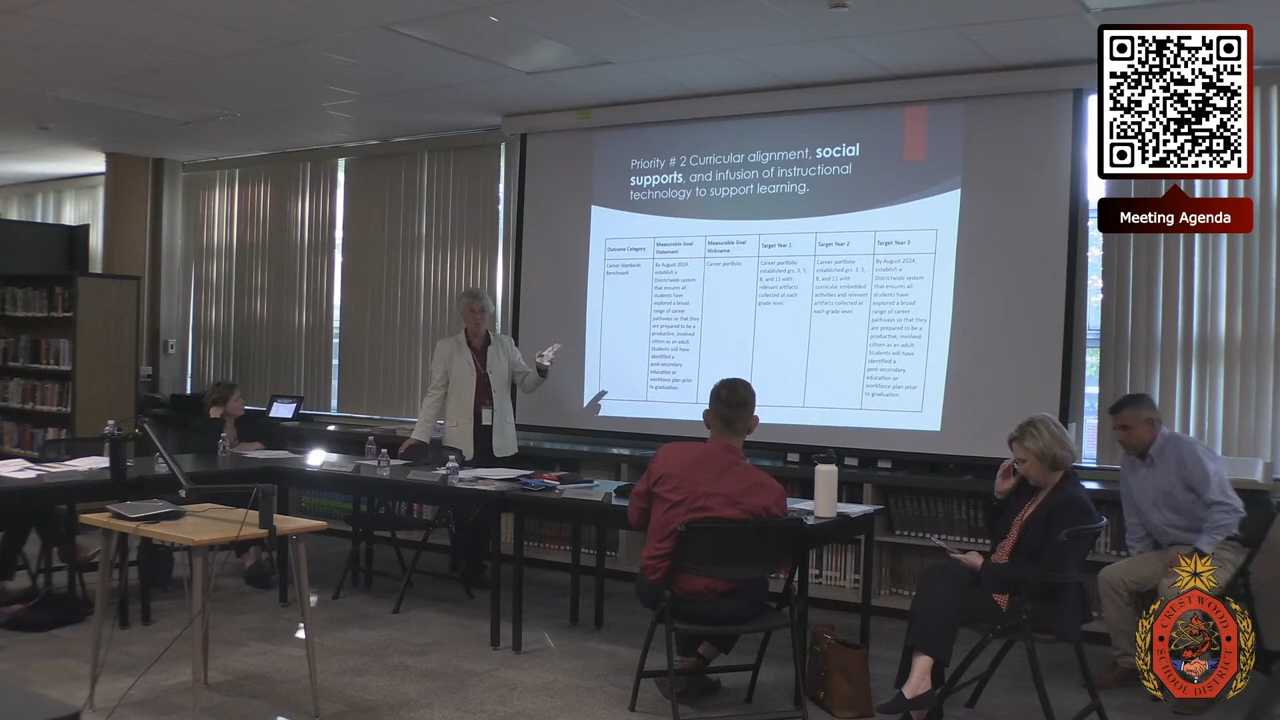 Meeting Agenda
Priority # 2 Curricular alignment, social
supports, and infusion of instructional
technology to support learning.
Outcome Category
Measurable Goal
Statement
Measurable Goal
Nickname
Target Year 1
Target Year 2
Target Year 3
Career Standards
Benchmark
By August 2024,
establish a
Districtwide system
that ensures all
students have
explored a broad
range of career
pathways so that they
are prepared to be a
productive, involved
citizen as an adult.
Students will have
identified a
post-secondary
education or
workforce plan prior
to graduation.
Career portfolio
Career portfolio
established grs. 3, 5,
8, and 11 with
relevant artifacts
collected at each
grade level.
Career portfolio
established grs. 3, 5,
8, and 11 with
curricular embedded
activities and relevant
artifacts collected at
each grade level.
By August 2024,
establish a
Districtwide system
that ensures all
students have
explored a broad
range of career
pathways so that they
are prepared to be a
productive, involved
citizen as an adult.
Students will have
identified a
post-secondary
education or
workforce plan prior
to graduation.
CRESTWOOD
SCHOOL DISTRICT